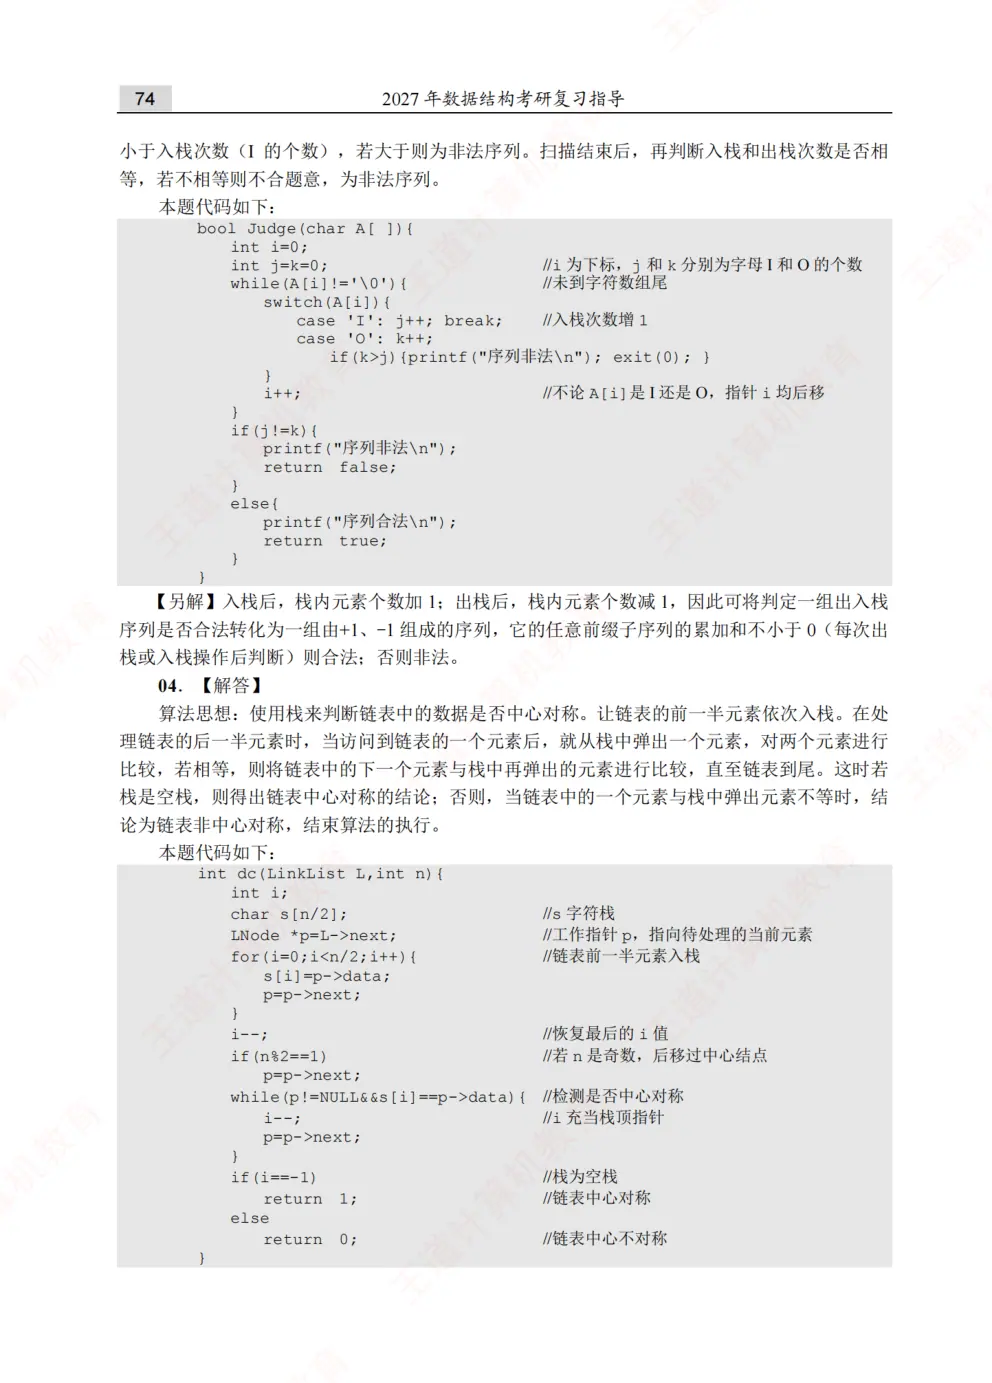 74
2027 年数据结构考研复习指导
小于入栈次数（I 的个数），若大于则为非法序列。扫描结束后，再判断入栈和出栈次数是否相
等，若不相等则不合题意，为非法序列。
本题代码如下：
bool Judge(char A[ ]){
int i=0;
int j=k=0; //i 为下标，j 和 k 分别为字母 I 和 O 的个数
while(A[i]!='\0'){ //未到字符数组尾
switch(A[i]){
case 'I': j++; break; //入栈次数增 1
case 'O': k++;
if(k>j){printf("序列非法\n"); exit(0); }
}
i++; //不论 A[i]是 I 还是 O，指针 i 均后移
}
if(j!=k){
printf("序列非法\n");
return false;
}
else{
printf("序列合法\n");
return true;
}
}
【另解】入栈后，栈内元素个数加 1；出栈后，栈内元素个数减 1，因此可将判定一组出入栈
序列是否合法转化为一组由+1、−1 组成的序列，它的任意前缀子序列的累加和不小于 0（每次出
栈或入栈操作后判断）则合法；否则非法。
04. 【解答】
算法思想：使用栈来判断链表中的数据是否中心对称。让链表的前一半元素依次入栈。在处
理链表的后一半元素时，当访问到链表的一个元素后，就从栈中弹出一个元素，对两个元素进行
比较，若相等，则将链表中的下一个元素与栈中再弹出的元素进行比较，直至链表到尾。这时若
栈是空栈，则得出链表中心对称的结论；否则，当链表中的一个元素与栈中弹出元素不等时，结
论为链表非中心对称，结束算法的执行。
本题代码如下：
int dc(LinkList L,int n){
int i;
char s[n/2]; //s 字符栈
LNode *p=L->next; //工作指针 p，指向待处理的当前元素
for(i=0;i<n/2;i++){ //链表前一半元素入栈
s[i]=p->data;
p=p->next;
}
i--; //恢复最后的 i 值
if(n%2==1) //若 n 是奇数，后移过中心结点
p=p->next;
while(p!=NULL&&s[i]==p->data){ //检测是否中心对称
i--; //i 充当栈顶指针
p=p->next;
}
if(i==-1) //栈为空栈
return 1; //链表中心对称
else
return 0; //链表中心不对称
}